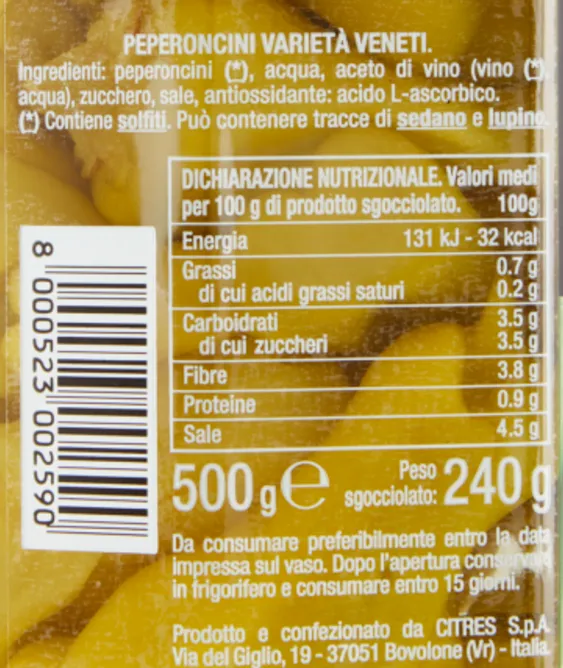 PEPERONCINI VARIETÀ VENETI.
Ingredienti: peperoncini (*), acqua, aceto di vino (vino (*),
acqua), zucchero, sale, antiossidante: acido L-ascorbico.
(*) Contiene solfiti. Può contenere tracce di sedano e lupino.
DICHIARAZIONE NUTRIZIONALE. Valori medi
per 100 g di prodotto sgocciolato. 100g
Energia 131 kJ - 32 kcal
Grassi 0.7 g
di cui acidi grassi saturi 0.2 g
Carboidrati 3.5 g
di cui zuccheri 3.5 g
Fibre 3.8 g
Proteine 0.9 g
Sale 4.5 g
8 000523 002590
500 g e Peso sgocciolato: 240 g
Da consumare preferibilmente entro la data
impressa sul vaso. Dopo l'apertura conservare
in frigorifero e consumare entro 15 giorni.
Prodotto e confezionato da CITRES S.p.A.
Via del Giglio, 19 - 37051 Bovolone (Vr) - Italia.